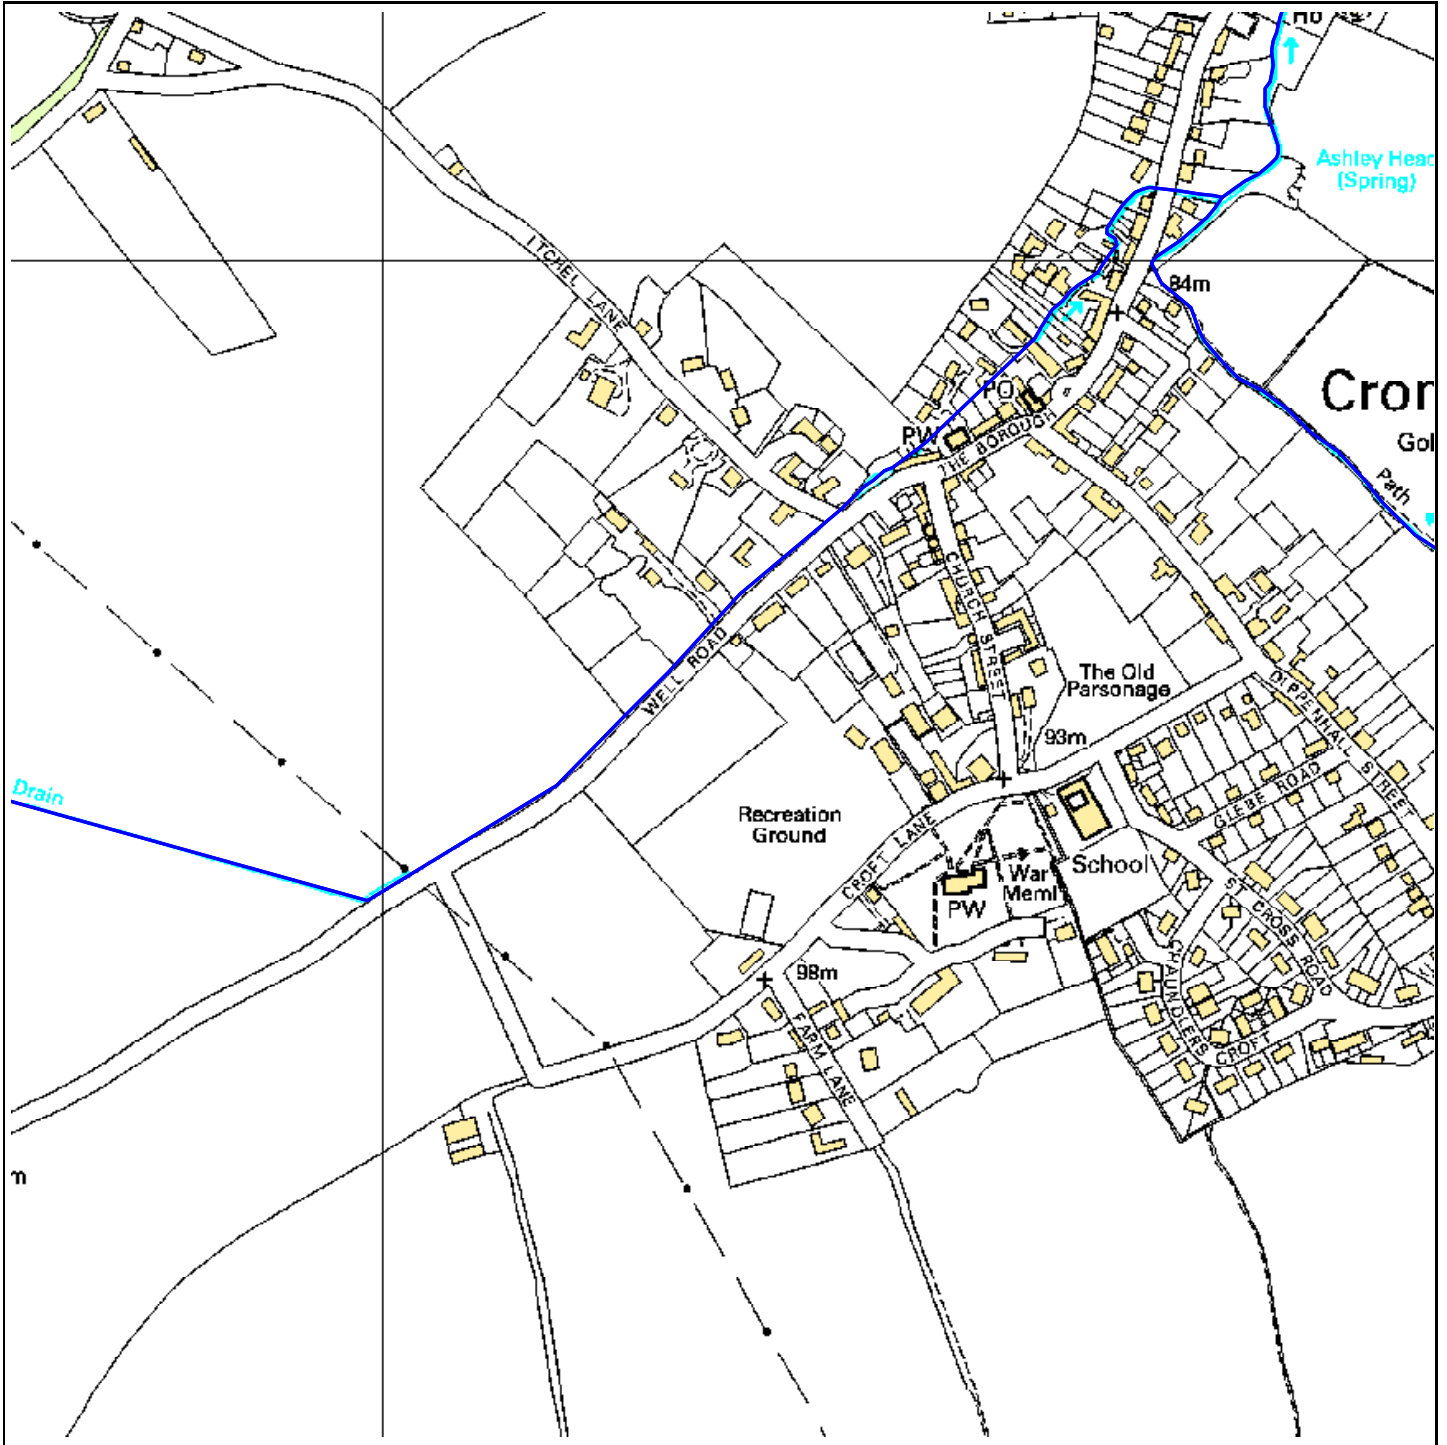 Ho
Ashley Head
(Spring)
ITCHEL LANE
84m
Cron
Gol
PO
PW
THE BOROUGH
Path
CHURCH STREET
WELL ROAD
The Old
Parsonage
DIPPENHALL STREET
93m
Drain
GLEBE ROAD
Recreation
Ground
CROFT LANE
School
War
Meml
PW
ST CROSS ROAD
98m
CHAUNDLERS CROFT
FARM LANE
m